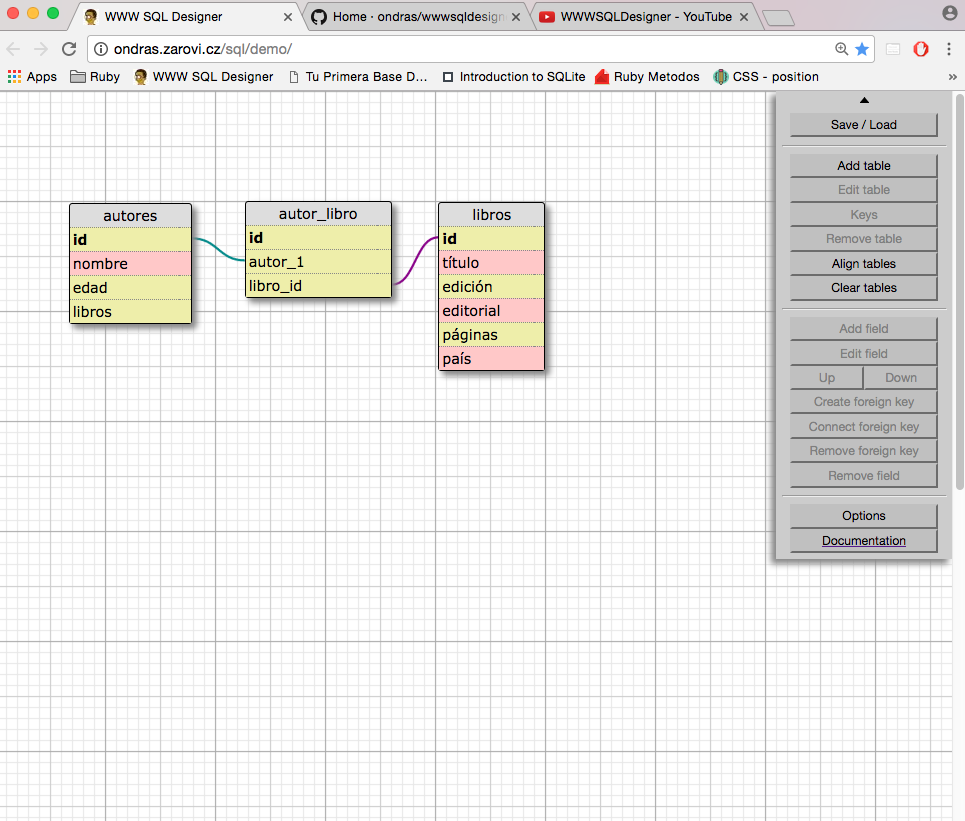 WWW SQL Designer
Home · ondras/wwwsqldesign
WWWSQLDesigner - YouTube
ondras.zarovi.cz/sql/demo/
Apps
Ruby
WWW SQL Designer
Tu Primera Base D...
Introduction to SQLite
Ruby Metodos
CSS - position
»
Save / Load
Add table
Edit table
Keys
Remove table
Align tables
Clear tables
Add field
Edit field
Up Down
Create foreign key
Connect foreign key
Remove foreign key
Remove field
Options
Documentation
autores
id
nombre
edad
libros
autor_libro
id
autor_1
libro_id
libros
id
título
edición
editorial
páginas
país